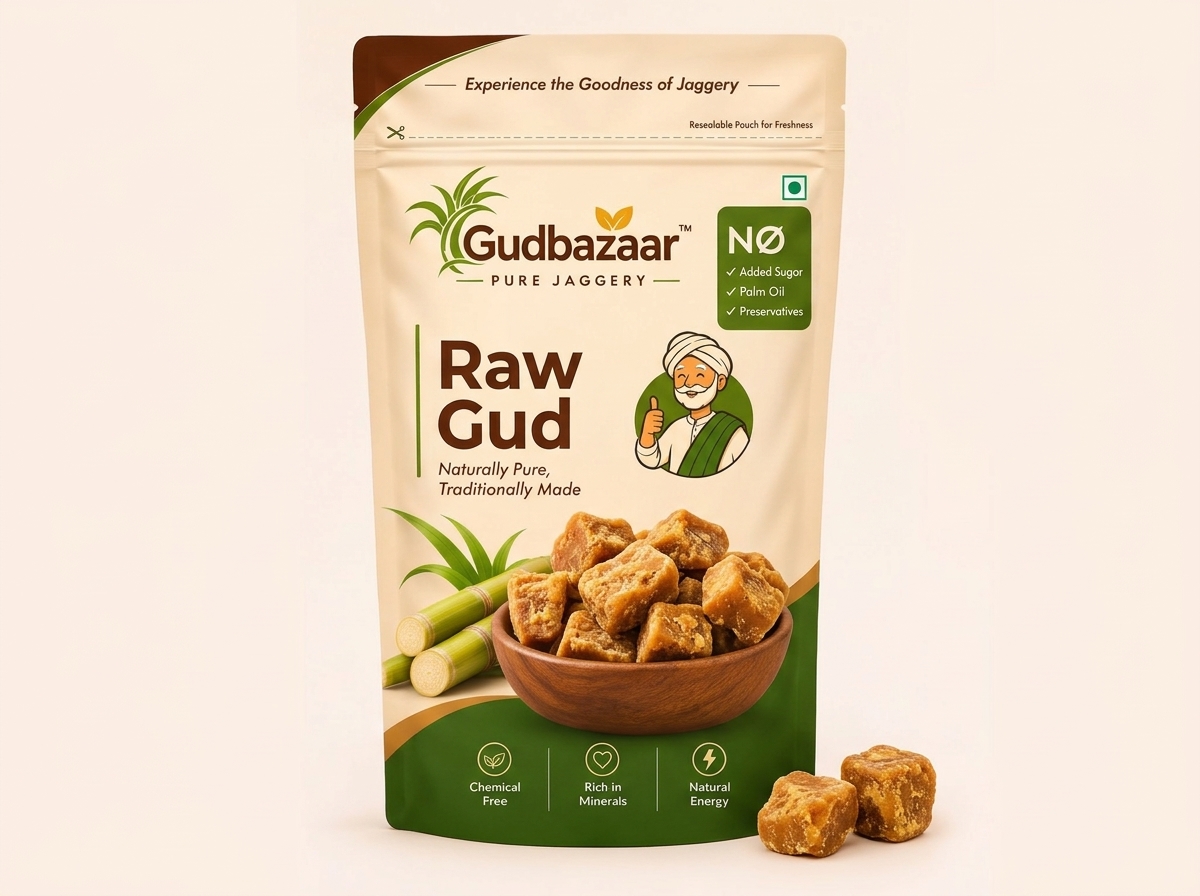 Experience the Goodness of Jaggery
Resealable Pouch for Freshness
Gudbazaar™
PURE JAGGERY
NØ
✓ Added Sugor
✓ Palm Oil
✓ Preservatives
Raw
Gud
Naturally Pure,
Traditionally Made
Chemical
Free
Rich in
Minerals
Natural
Energy